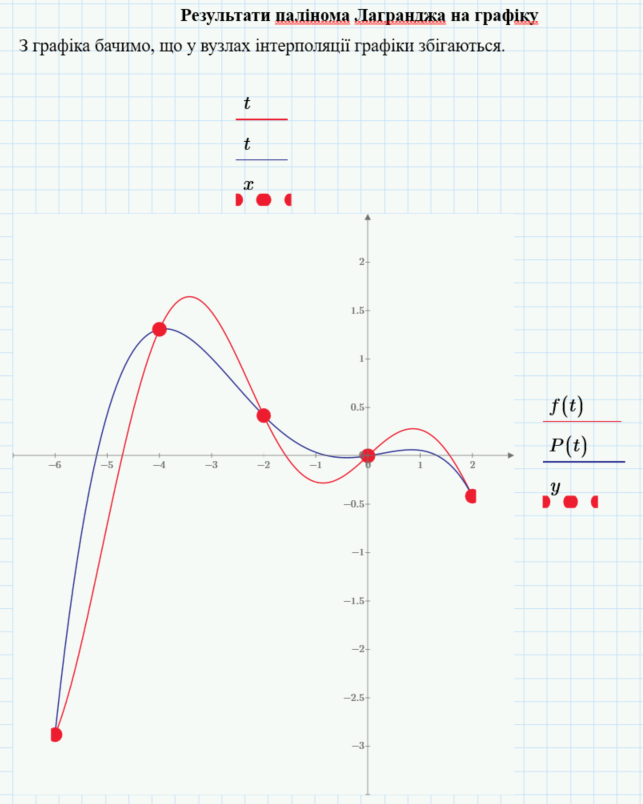 Результати палінома Лагранджа на графіку
З графіка бачимо, що у вузлах інтерполяції графіки збігаються.
t
t
x
2
1.5
1
0.5
−6 −5 −4 −3 −2 −1 0 1 2
−0.5
−1
−1.5
−2
−2.5
−3
f(t)
P(t)
y